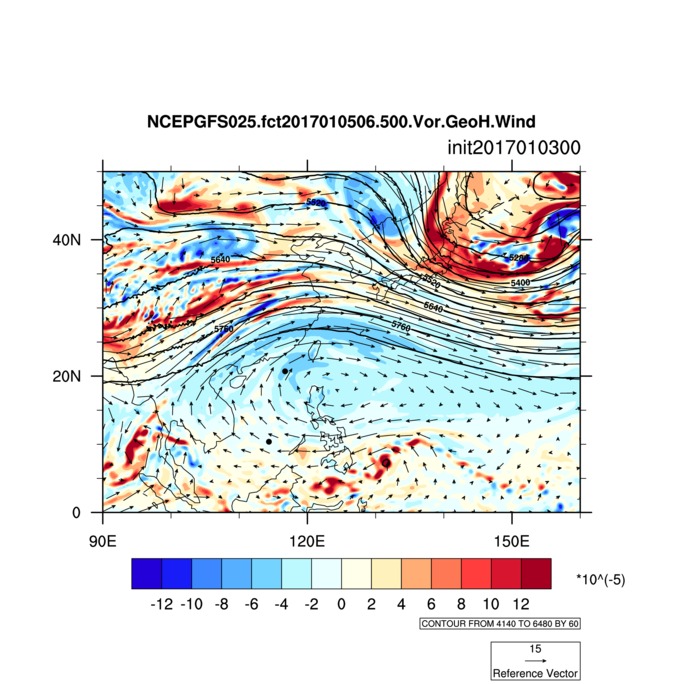 NCEPGFS025.fct2017010506.500.Vor.GeoH.Wind
init2017010300
5520
40N
5640
5280
5400
5520
5640
5760
5760
20N
0
90E 120E 150E
-12 -10 -8 -6 -4 -2 0 2 4 6 8 10 12
*10^(-5)
CONTOUR FROM 4140 TO 6480 BY 60
15
Reference Vector